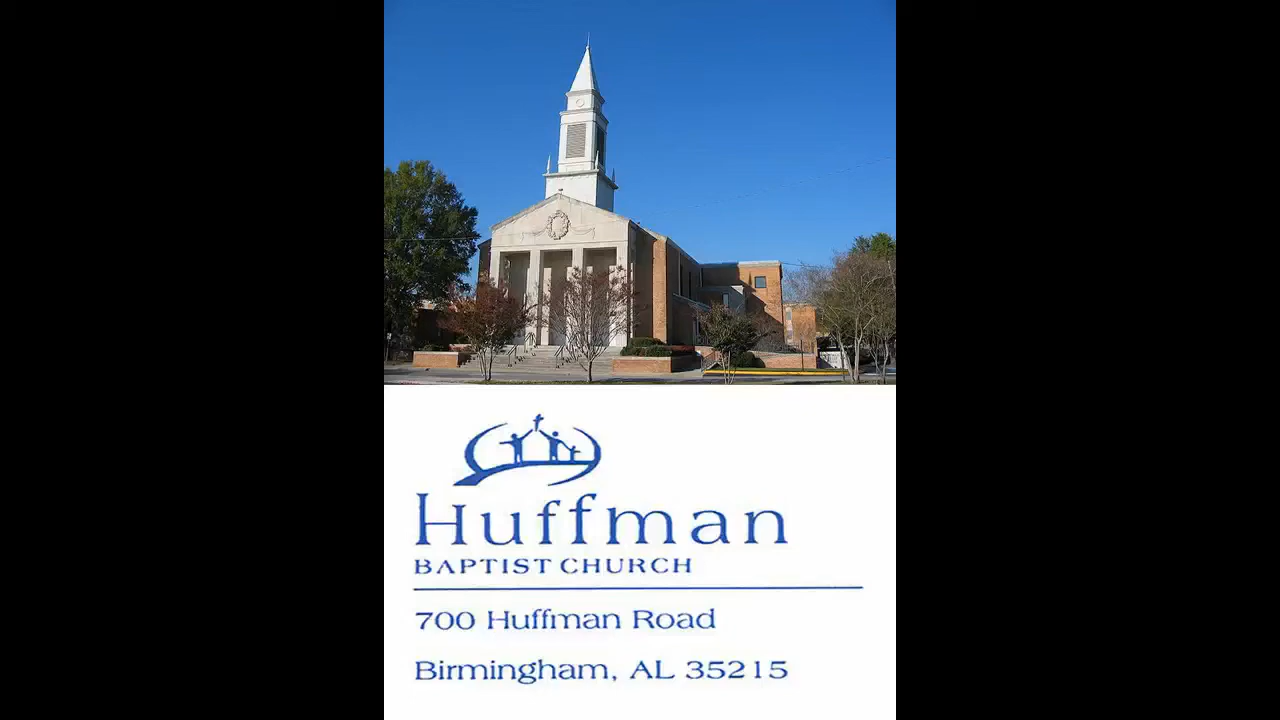 Huffman
BAPTIST CHURCH
700 Huffman Road
Birmingham, AL 35215